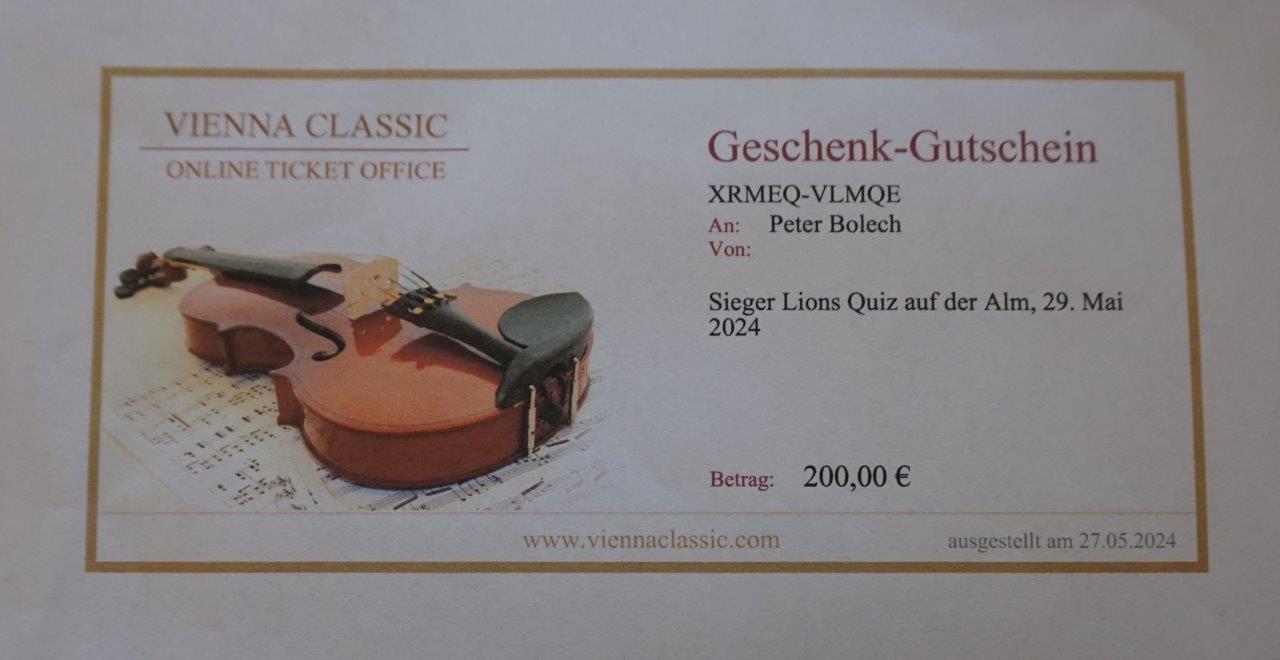 VIENNA CLASSIC
ONLINE TICKET OFFICE
Geschenk-Gutschein
XRMEQ-VLMQE
An: Peter Bolech
Von:
Sieger Lions Quiz auf der Alm, 29. Mai
2024
Betrag: 200,00 €
www.viennaclassic.com
ausgestellt am 27.05.2024